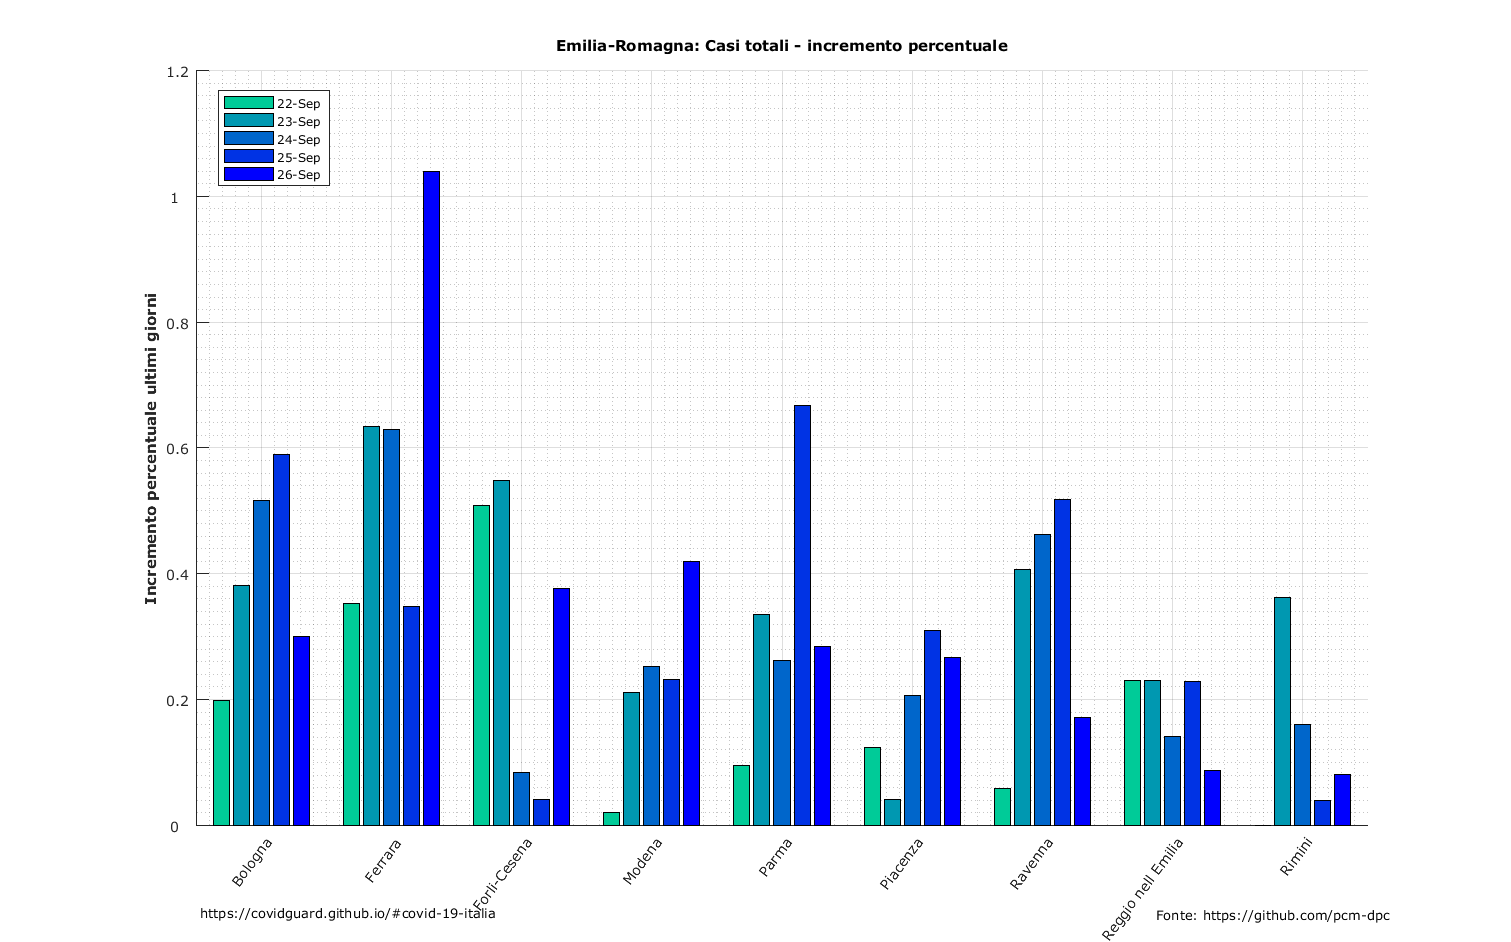 Emilia-Romagna: Casi totali - incremento percentuale
Incremento percentuale ultimi giorni
1.2
1
0.8
0.6
0.4
0.2
0
22-Sep
23-Sep
24-Sep
25-Sep
26-Sep
Bologna
Ferrara
Forlì-Cesena
Modena
Parma
Piacenza
Ravenna
Reggio nell Emilia
Rimini
https://covidguard.github.io/#covid-19-italia
Fonte: https://github.com/pcm-dpc